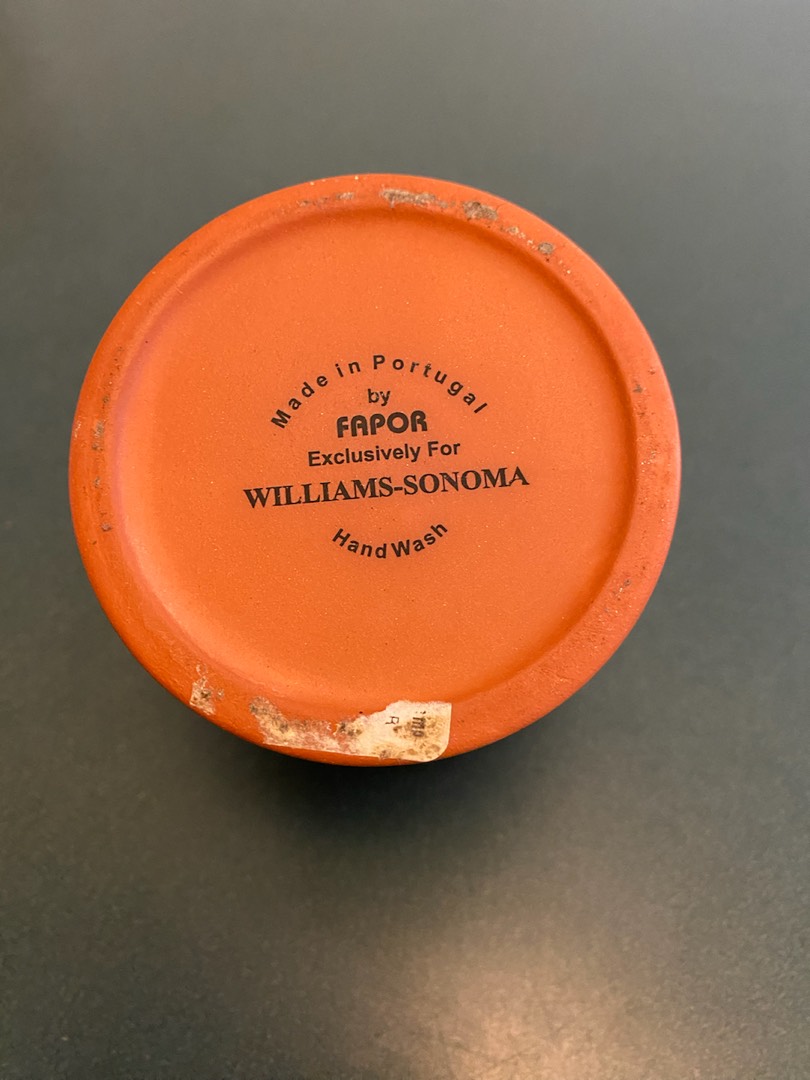 Made in Portugal
by
FAPOR
Exclusively For
WILLIAMS-SONOMA
Hand Wash